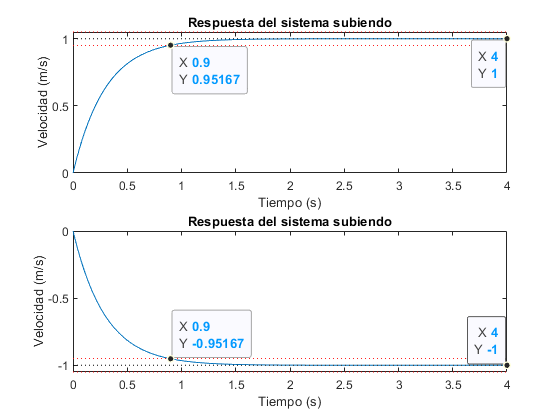 Respuesta del sistema subiendo
Velocidad (m/s)
1
0.5
0
X 0.9
Y 0.95167
X 4
Y 1
0 0.5 1 1.5 2 2.5 3 3.5 4
Tiempo (s)
Respuesta del sistema subiendo
Velocidad (m/s)
0
-0.5
-1
X 0.9
Y -0.95167
X 4
Y -1
0 0.5 1 1.5 2 2.5 3 3.5 4
Tiempo (s)